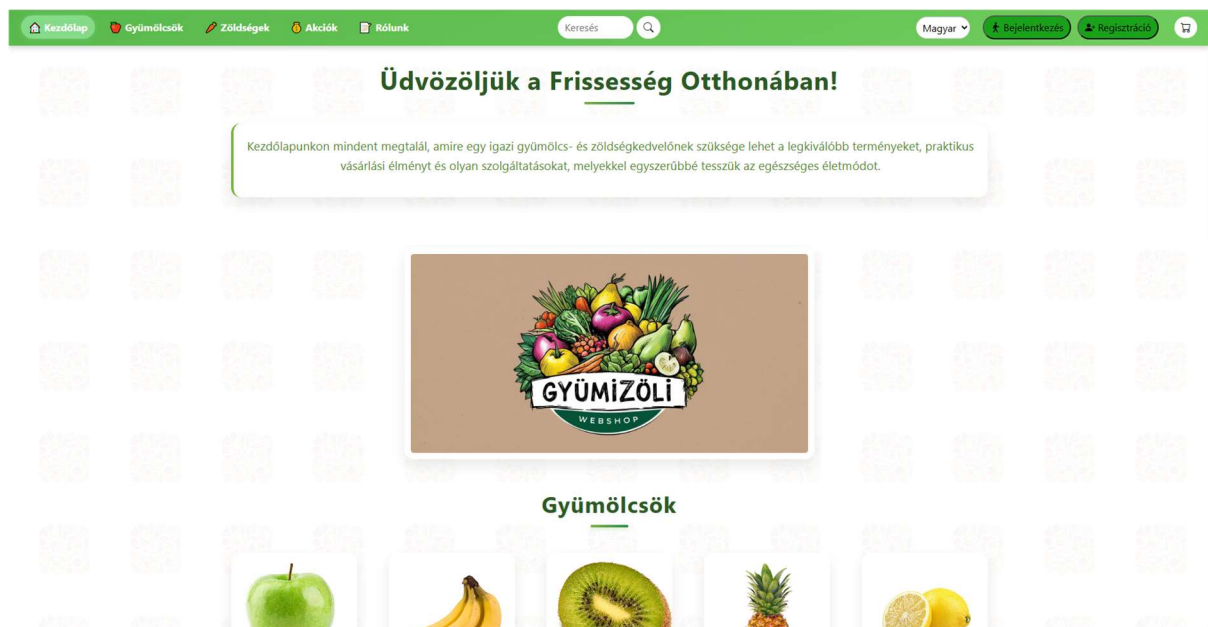 Kezdőlap
Gyümölcsök
Zöldségek
Akciók
Rólunk
Keresés
Magyar
Bejelentkezés
Regisztráció
Üdvözöljük a Frissesség Otthonában!
Kezdőlapunkon mindent megtalál, amire egy igazi gyümölcs- és zöldségkedvelőnek szüksége lehet a legkiválóbb terményeket, praktikus
vásárlási élményt és olyan szolgáltatásokat, melyekkel egyszerűbbé tesszük az egészséges életmódot.
GYÜMIZÖLI
WEBSHOP
Gyümölcsök